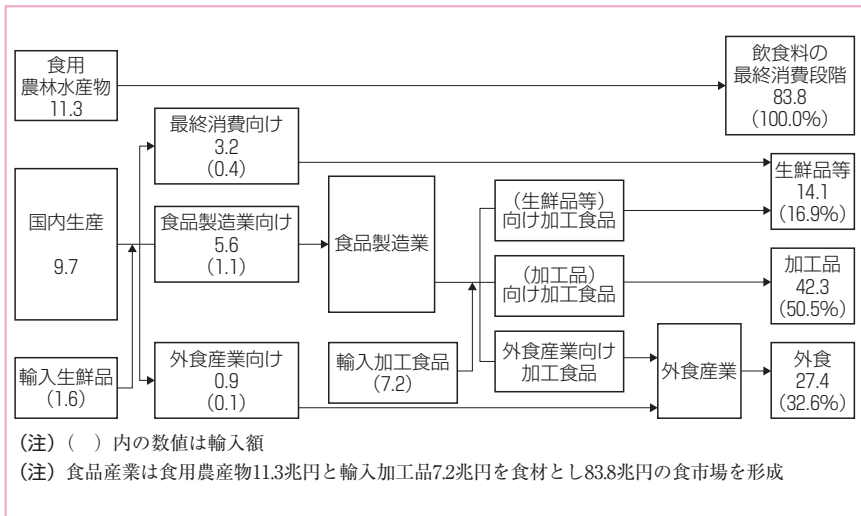 食用
農林水産物
11.3
飲食料の
最終消費段階
83.8
(100.0%)
最終消費向け
3.2
(0.4)
生鮮品等
14.1
(16.9%)
国内生産
9.7
食品製造業向け
5.6
(1.1)
食品製造業
(生鮮品等)
向け加工食品
(加工品)
向け加工食品
加工品
42.3
(50.5%)
輸入生鮮品
(1.6)
外食産業向け
0.9
(0.1)
輸入加工食品
(7.2)
外食産業向け
加工食品
外食産業
外食
27.4
(32.6%)
(注)( )内の数値は輸入額
(注)食品産業は食用農産物11.3兆円と輸入加工品7.2兆円を食材とし83.8兆円の食市場を形成